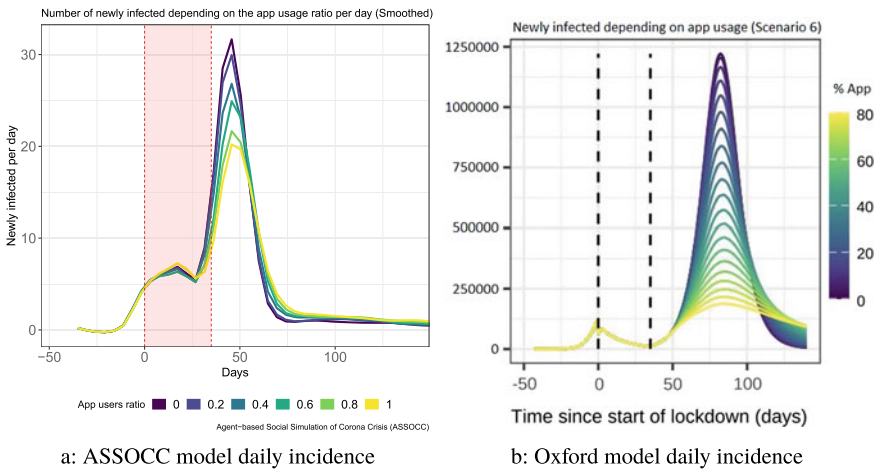 Number of newly infected depending on the app usage ratio per day (Smoothed)
30
20
10
0
Newly infected per day
−50 0 50 100
Days
App users ratio 0 0.2 0.4 0.6 0.8 1
Agent−based Social Simulation of Corona Crisis (ASSOCC)
a: ASSOCC model daily incidence
Newly infected depending on app usage (Scenario 6)
1250000
1000000
750000
500000
250000
0
-50 0 50 100
Time since start of lockdown (days)
% App
80
60
40
20
0
b: Oxford model daily incidence